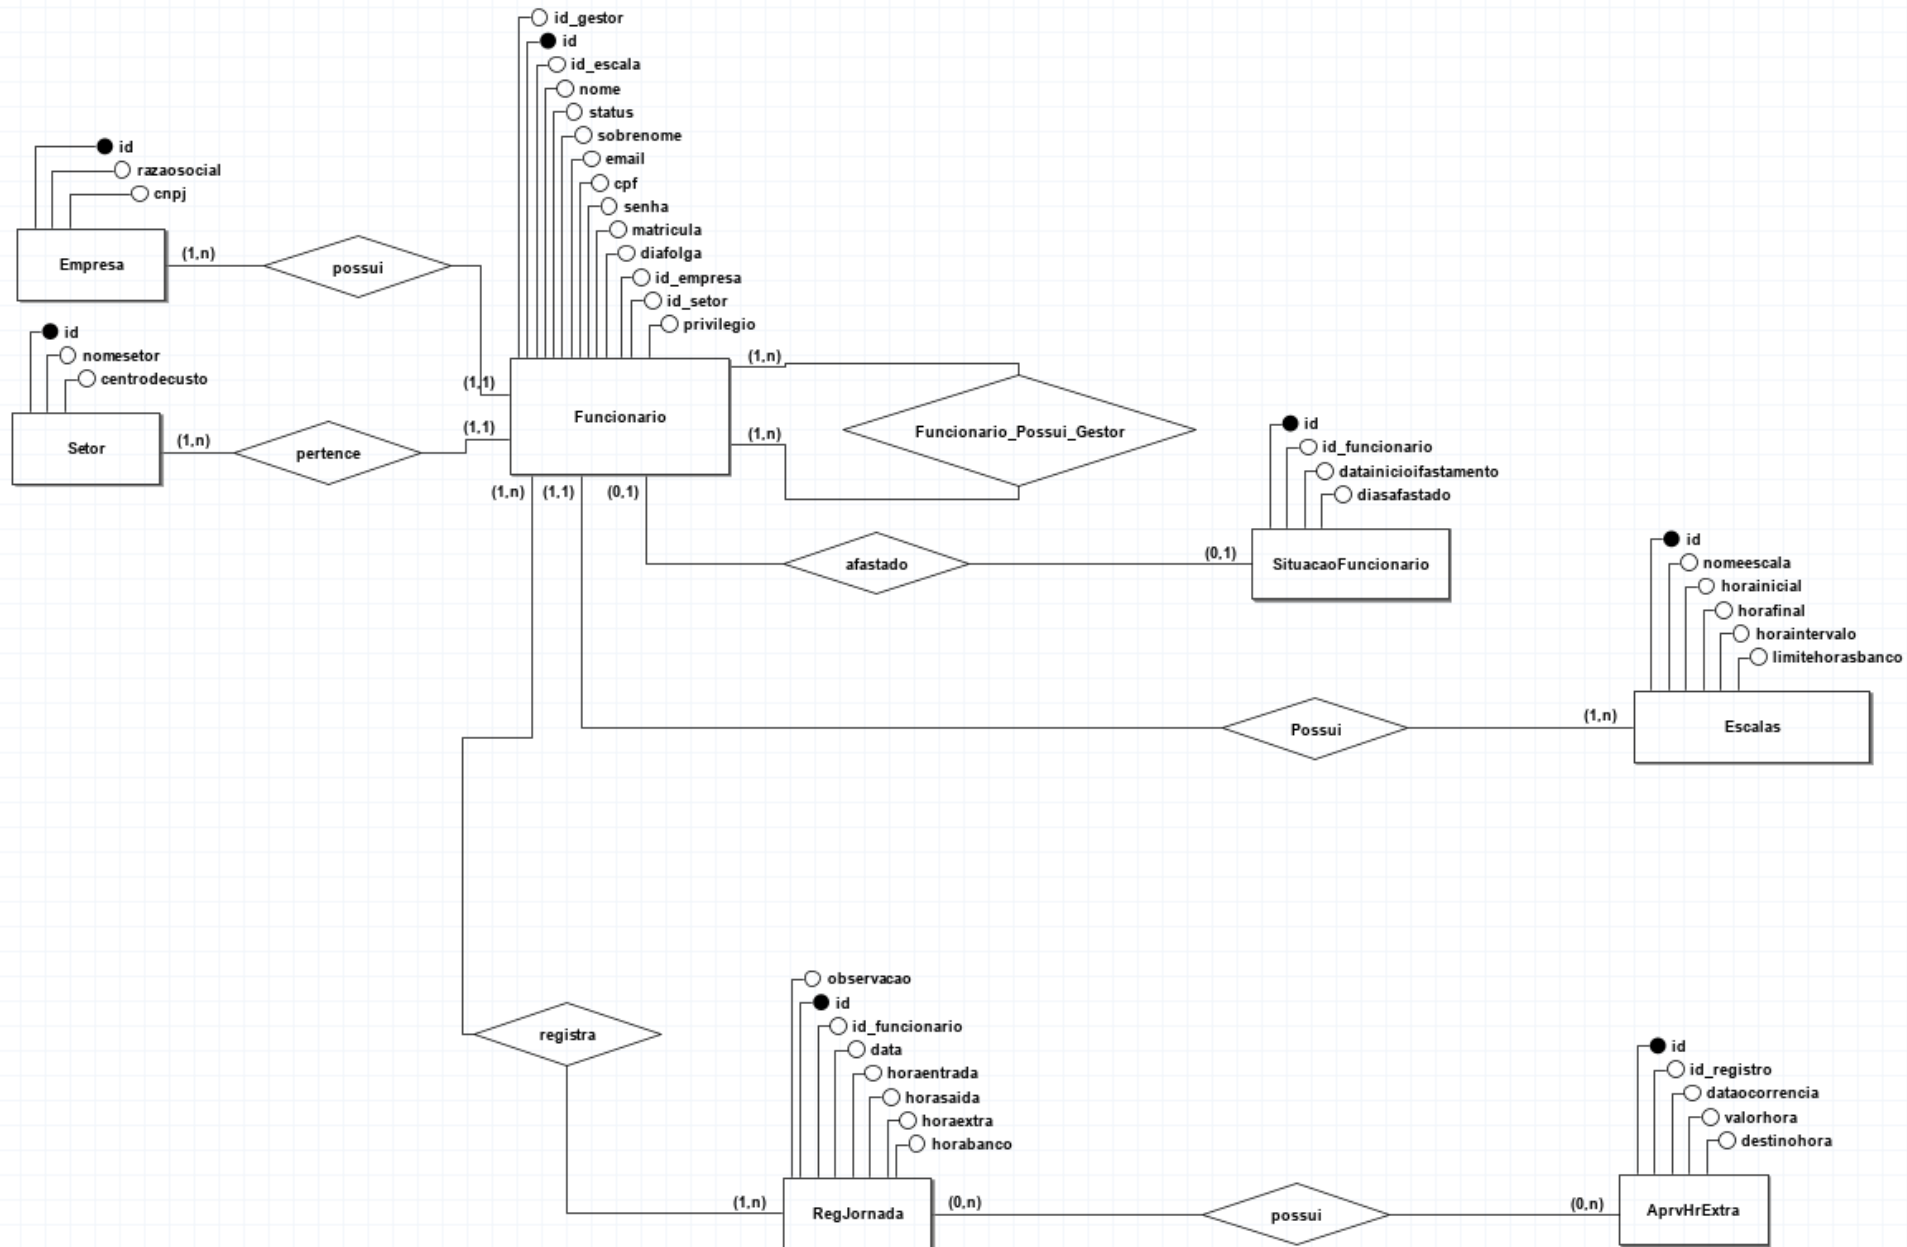 id_gestor
id
id_escala
nome
status
sobrenome
email
cpf
senha
matricula
diafolga
id_empresa
id_setor
privilegio
id
razaosocial
cnpj
Empresa
(1,n)
possui
(1,1)
id
nomesetor
centrodecusto
Setor
(1,n)
pertence
(1,1)
Funcionario
(1,n)
(1,n)
Funcionario_Possui_Gestor
(1,n)
(1,1)
(0,1)
afastado
(0,1)
id
id_funcionario
datainicioifastamento
diasafastado
SituacaoFuncionario
id
nomeescala
horainicial
horafinal
horaintervalo
limitehorasbanco
Possui
(1,n)
Escalas
registra
observacao
id
id_funcionario
data
horaentrada
horasaida
horaextra
horabanco
(1,n)
RegJornada
(0,n)
possui
(0,n)
id
id_registro
dataocorrencia
valorhora
destinohora
AprvHrExtra